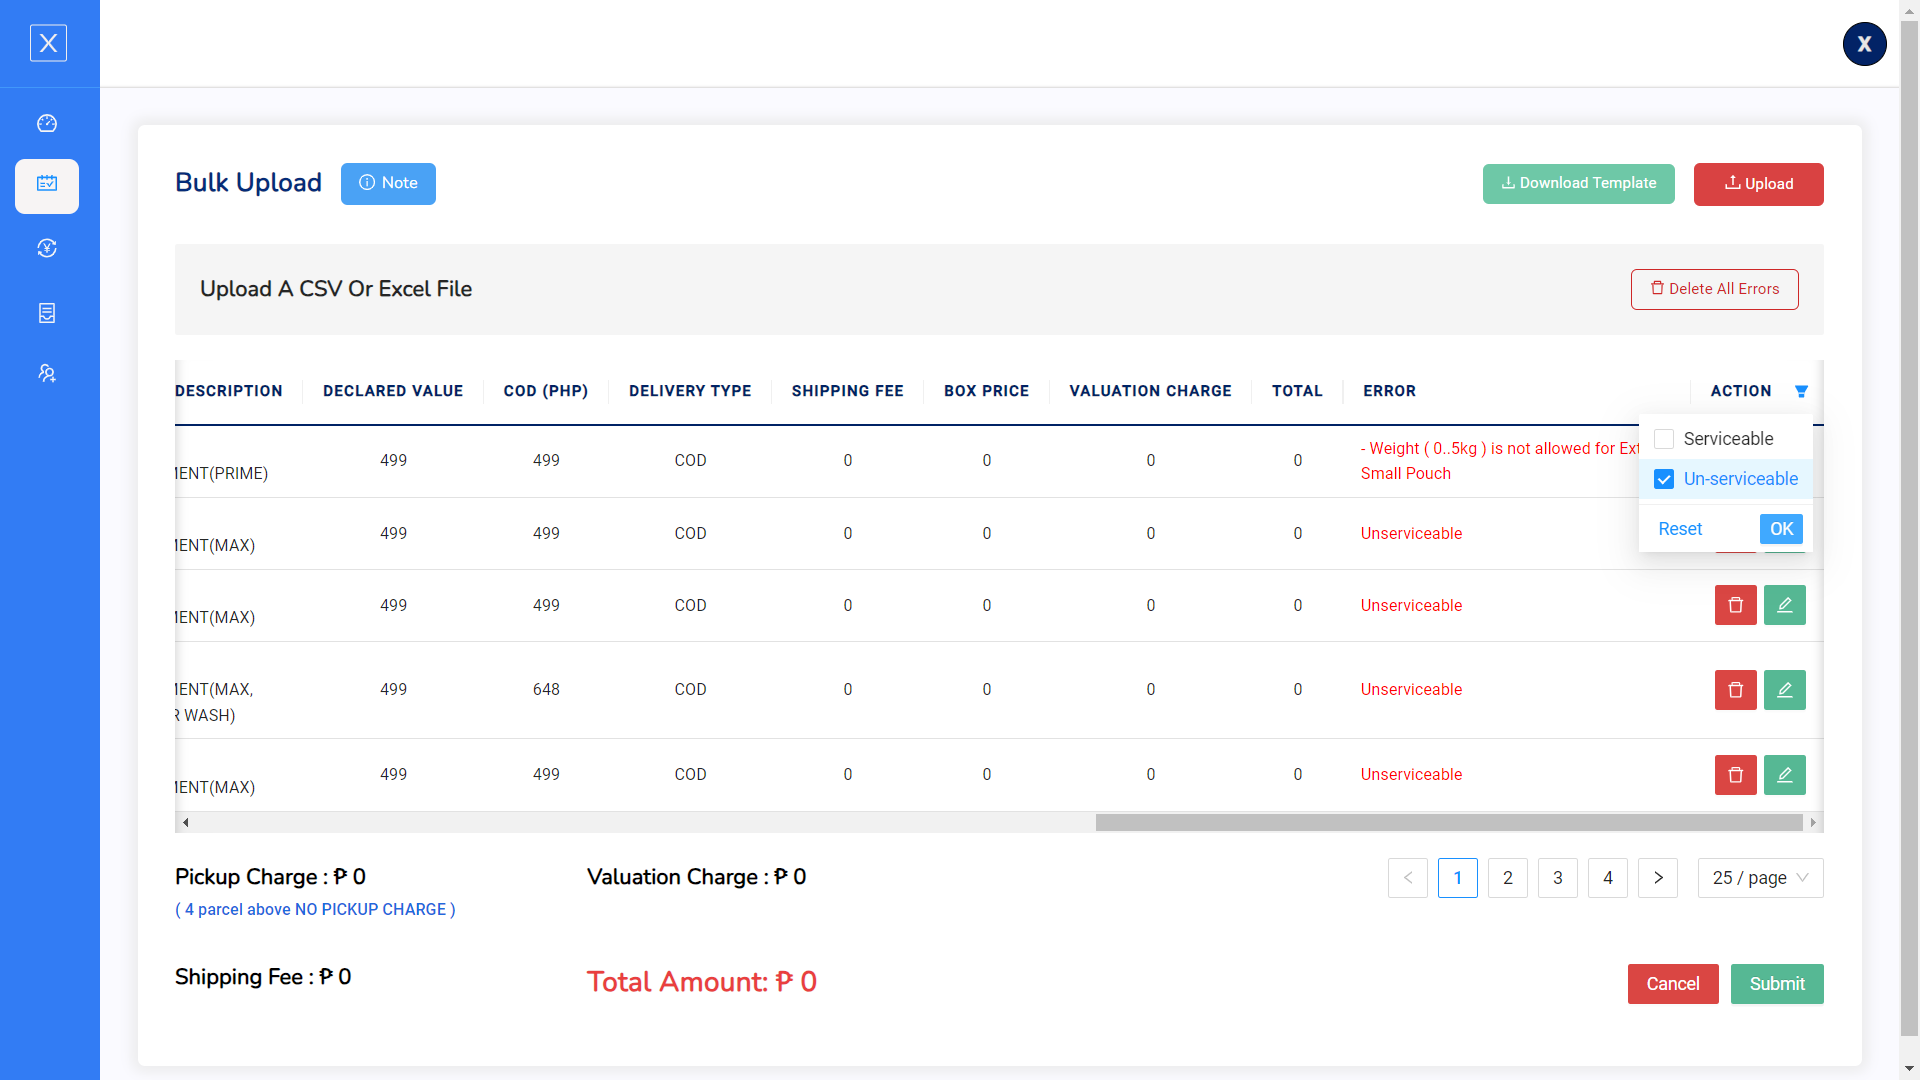 X
X
Bulk Upload
Note
Download Template
Upload
Upload A CSV Or Excel File
Delete All Errors
DESCRIPTION DECLARED VALUE COD (PHP) DELIVERY TYPE SHIPPING FEE BOX PRICE VALUATION CHARGE TOTAL ERROR ACTION
Serviceable
Un-serviceable
Reset OK
MENT(PRIME) 499 499 COD 0 0 0 0 - Weight ( 0..5kg ) is not allowed for Ext
Small Pouch
MENT(MAX) 499 499 COD 0 0 0 0 Unserviceable
MENT(MAX) 499 499 COD 0 0 0 0 Unserviceable
MENT(MAX, 499 648 COD 0 0 0 0 Unserviceable
R WASH)
MENT(MAX) 499 499 COD 0 0 0 0 Unserviceable
Pickup Charge : ₱ 0
( 4 parcel above NO PICKUP CHARGE )
Valuation Charge : ₱ 0
< 1 2 3 4 > 25 / page
Shipping Fee : ₱ 0
Total Amount: ₱ 0
Cancel Submit